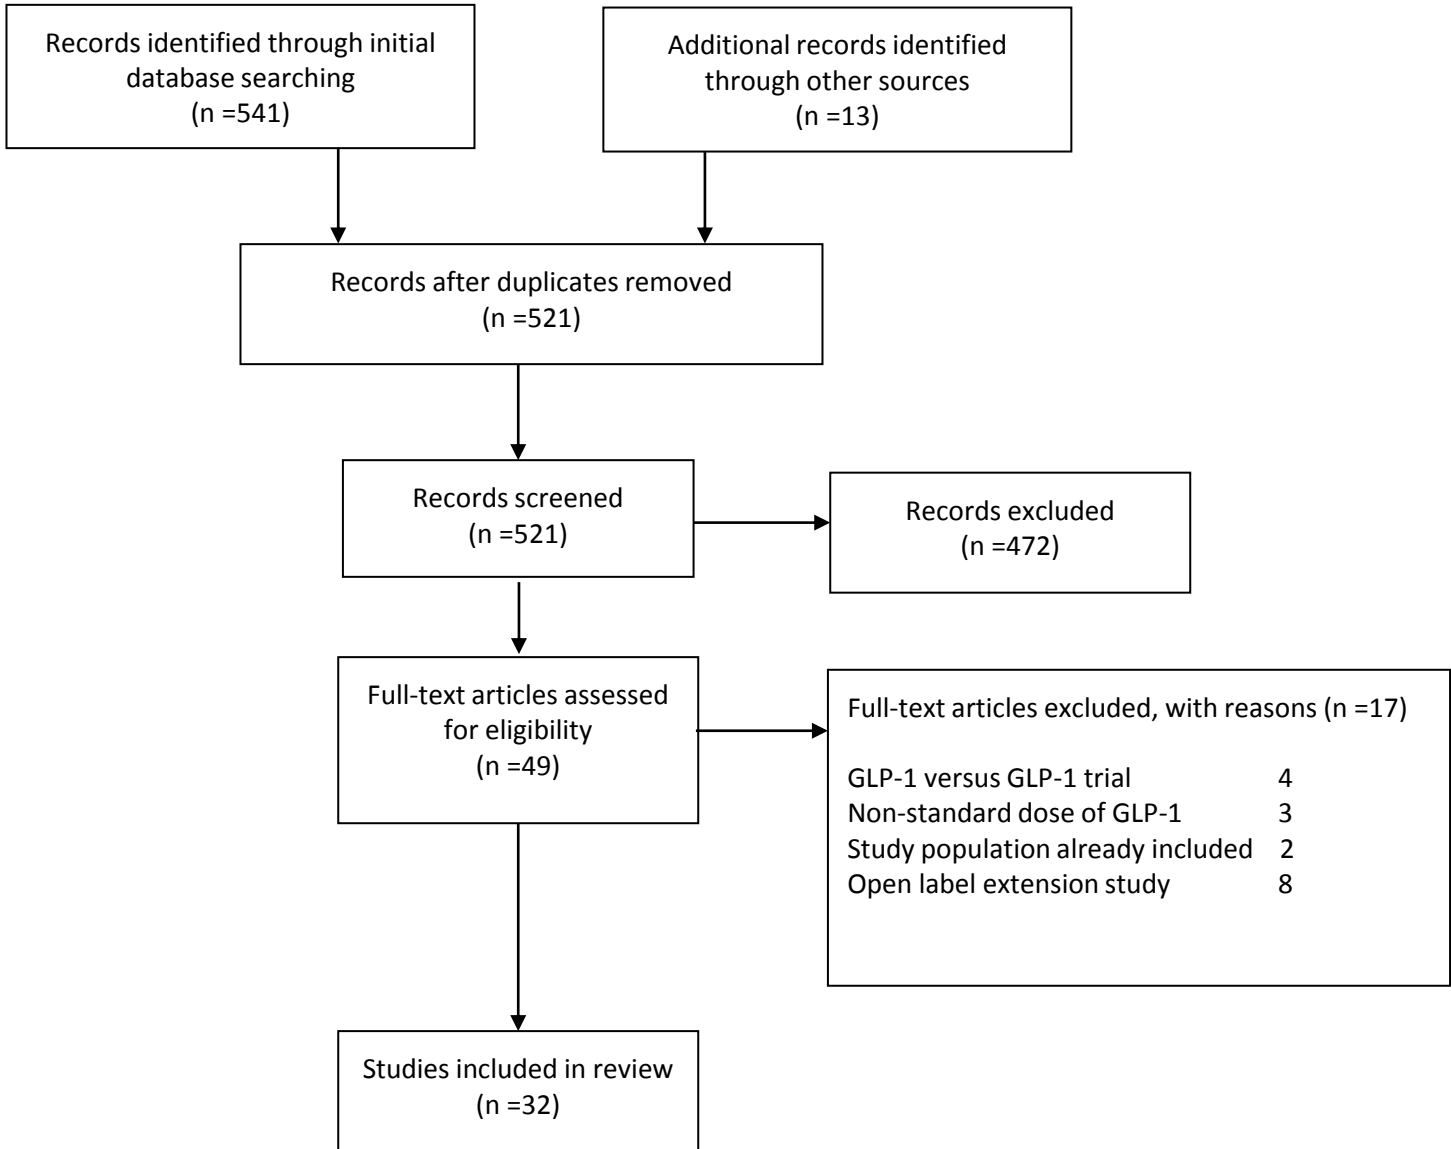 Records identified through initial
database searching
(n =541)
Additional records identified
through other sources
(n =13)
Records after duplicates removed
(n =521)
Records screened
(n =521)
Records excluded
(n =472)
Full-text articles assessed
for eligibility
(n =49)
Full-text articles excluded, with reasons (n =17)
GLP-1 versus GLP-1 trial 4
Non-standard dose of GLP-1 3
Study population already included 2
Open label extension study 8
Studies included in review
(n =32)